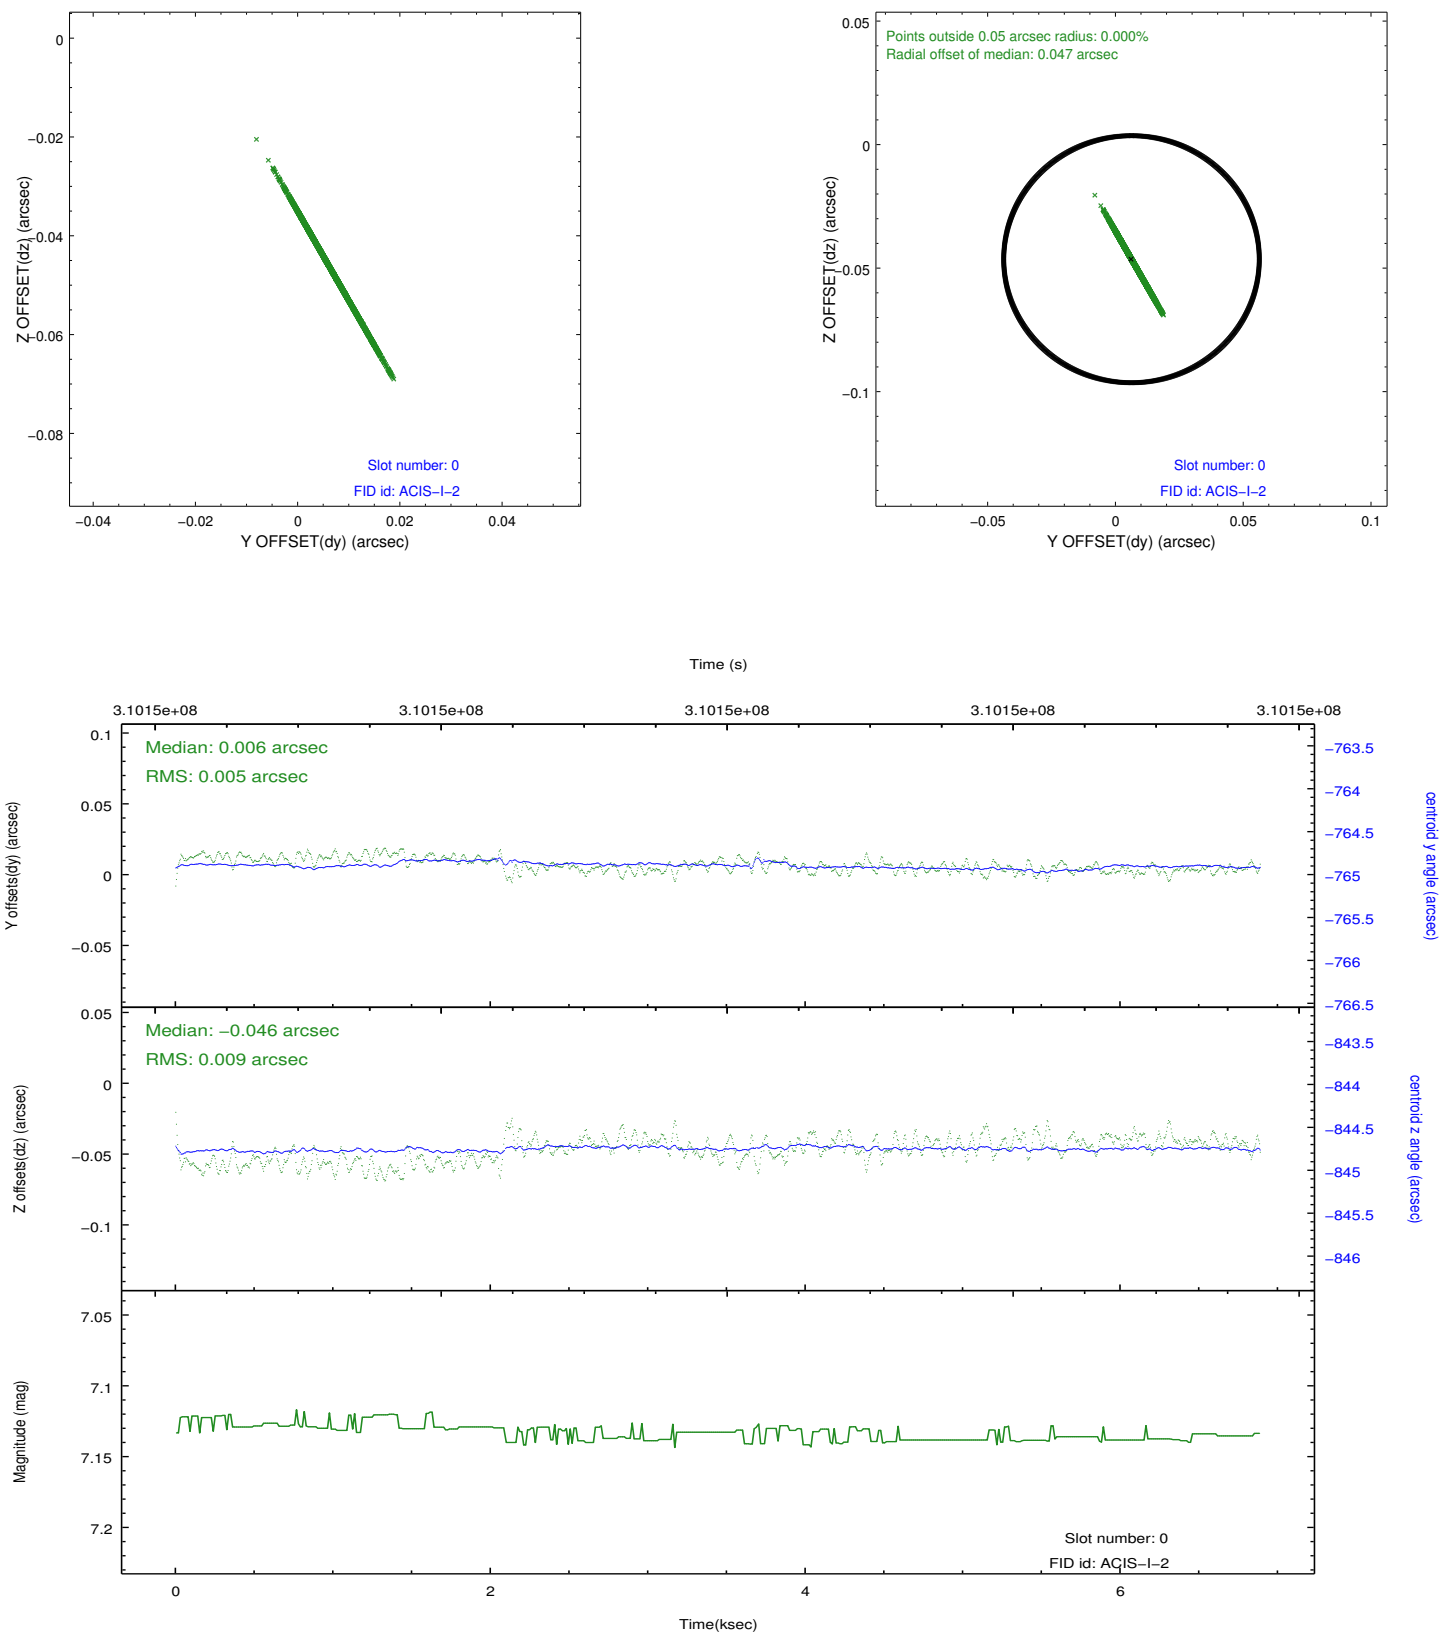 0
−0.02
−0.04
−0.06
−0.08
Z OFFSET(dz) (arcsec)
Slot number: 0
FID id: ACIS−I−2
−0.04
−0.02
0
0.02
0.04
Y OFFSET(dy) (arcsec)
0.05
0
−0.05
−0.1
Z OFFSET(dz) (arcsec)
Points outside 0.05 arcsec radius: 0.000%
Radial offset of median: 0.047 arcsec
Slot number: 0
FID id: ACIS−I−2
−0.05
0
0.05
0.1
Y OFFSET(dy) (arcsec)
Time (s)
3.1015e+08
3.1015e+08
3.1015e+08
3.1015e+08
3.1015e+08
0.1
0.05
0
−0.05
Y offsets(dy) (arcsec)
Median: 0.006 arcsec
RMS: 0.005 arcsec
−763.5
−764
−764.5
−765
−765.5
−766
−766.5
centroid y angle (arcsec)
0.05
0
−0.05
−0.1
Z offsets(dz) (arcsec)
Median: −0.046 arcsec
RMS: 0.009 arcsec
−843.5
−844
−844.5
−845
−845.5
−846
centroid z angle (arcsec)
7.05
7.1
7.15
7.2
Magnitude (mag)
Slot number: 0
FID id: ACIS−I−2
0
2
4
6
Time(ksec)